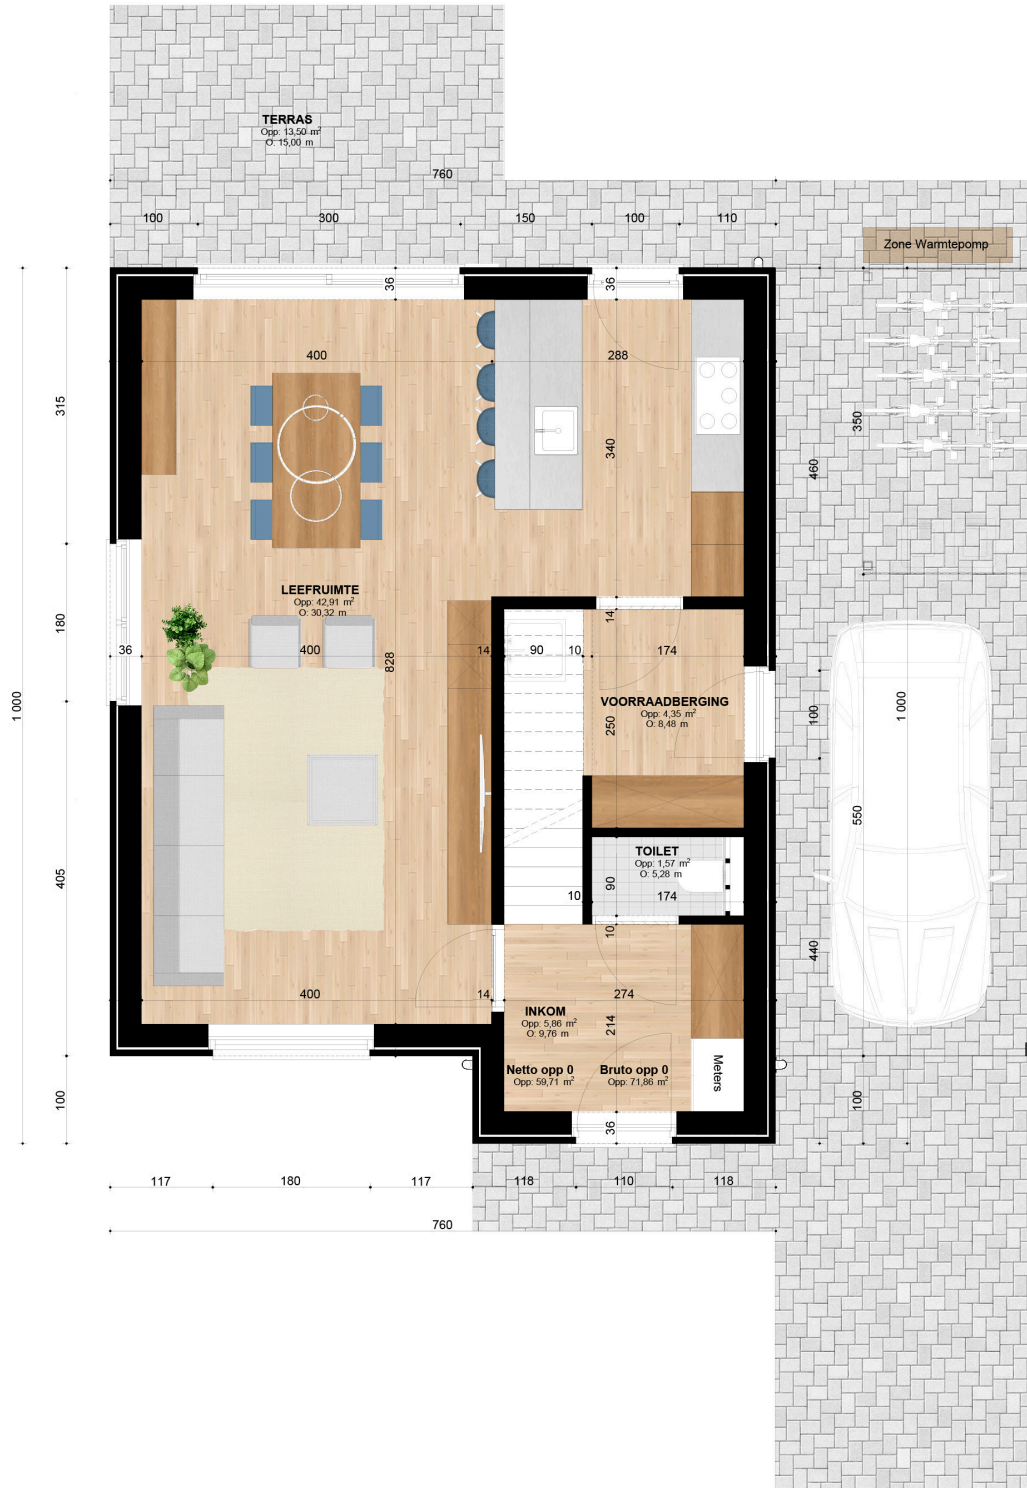 TERRAS
Opp: 13,50 m²
O: 15,00 m
760
100
300
150
100
110
Zone Warmtepomp
36
36
400
288
315
350
340
460
LEEFRUIMTE
Opp: 42,91 m²
O: 30,32 m
180
14
36
400
828
14
90
10
174
VOORRAADBERGING
Opp: 4,35 m²
O: 8,48 m
1 000
1 000
100
250
550
TOILET
Opp: 1,57 m²
O: 5,28 m
405
90
10
174
10
440
400
14
274
INKOM
Opp: 5,86 m²
O: 9,76 m
214
Netto opp 0
Opp: 59,71 m²
Bruto opp 0
Opp: 71,86 m²
Meters
100
100
36
117
180
117
118
110
118
760